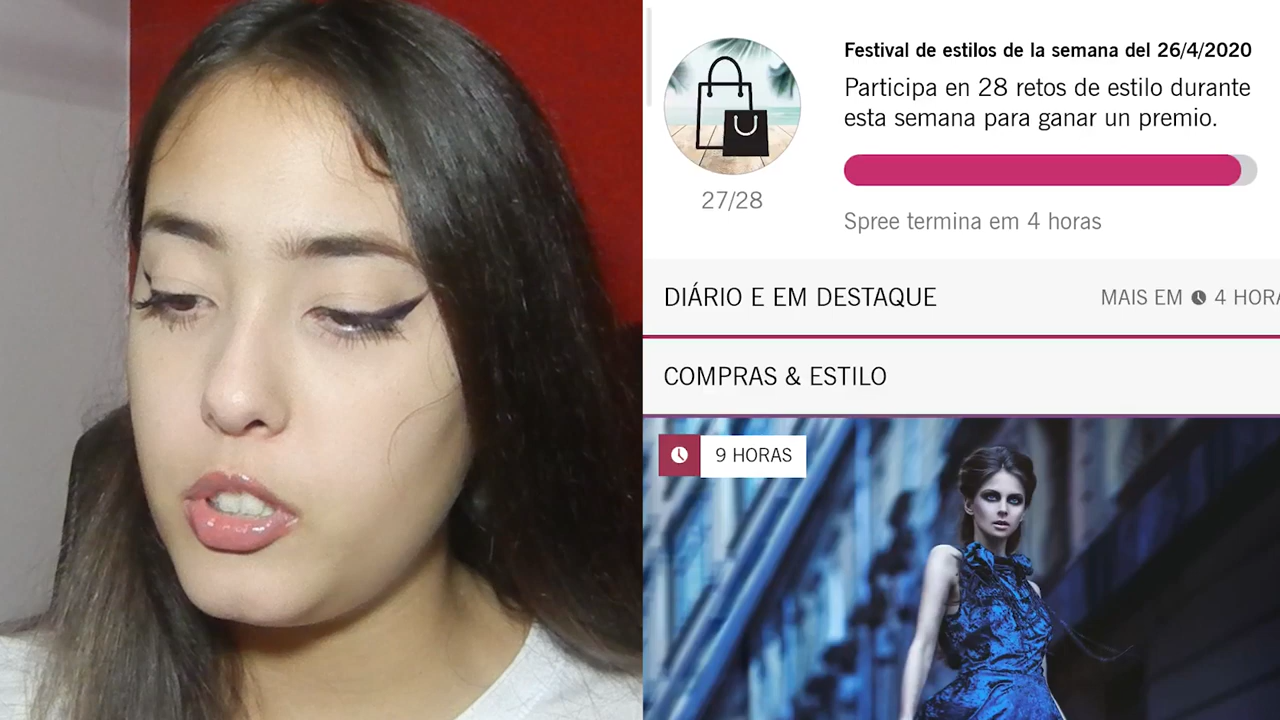 Festival de estilos de la semana del 26/4/2020
Participa en 28 retos de estilo durante
esta semana para ganar un premio.
27/28
Spree termina em 4 horas
DIÁRIO E EM DESTAQUE
MAIS EM 4 HORA
COMPRAS & ESTILO
9 HORAS